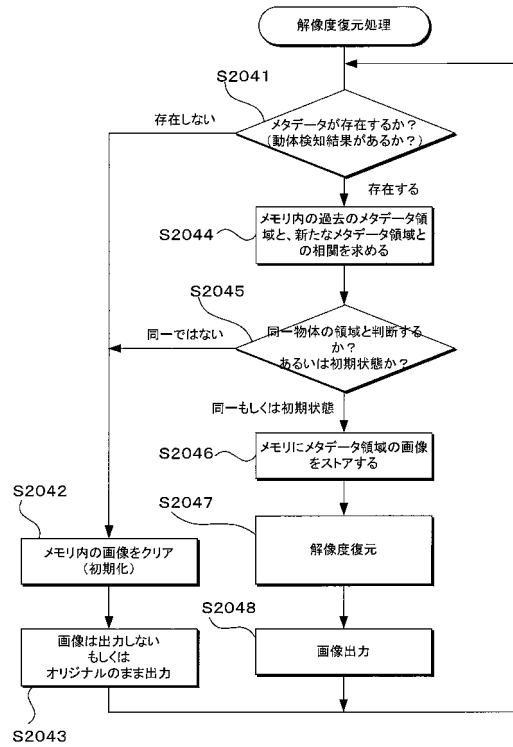 解像度復元処理
S2041
存在しない
メタデータが存在するか?
(動体検知結果があるか?)
存在する
S2044
メモリ内の過去のメタデータ領
域と、新たなメタデータ領域と
の相関を求める
S2045
同一ではない
同一物体の領域と判断する
か?
あるいは初期状態か?
同一もしくは初期状態
S2046
メモリにメタデータ領域の画像
をストアする
S2042
S2047
メモリ内の画像をクリア
(初期化)
解像度復元
S2048
画像は出力しない
もしくは
オリジナルのまま出力
画像出力
S2043